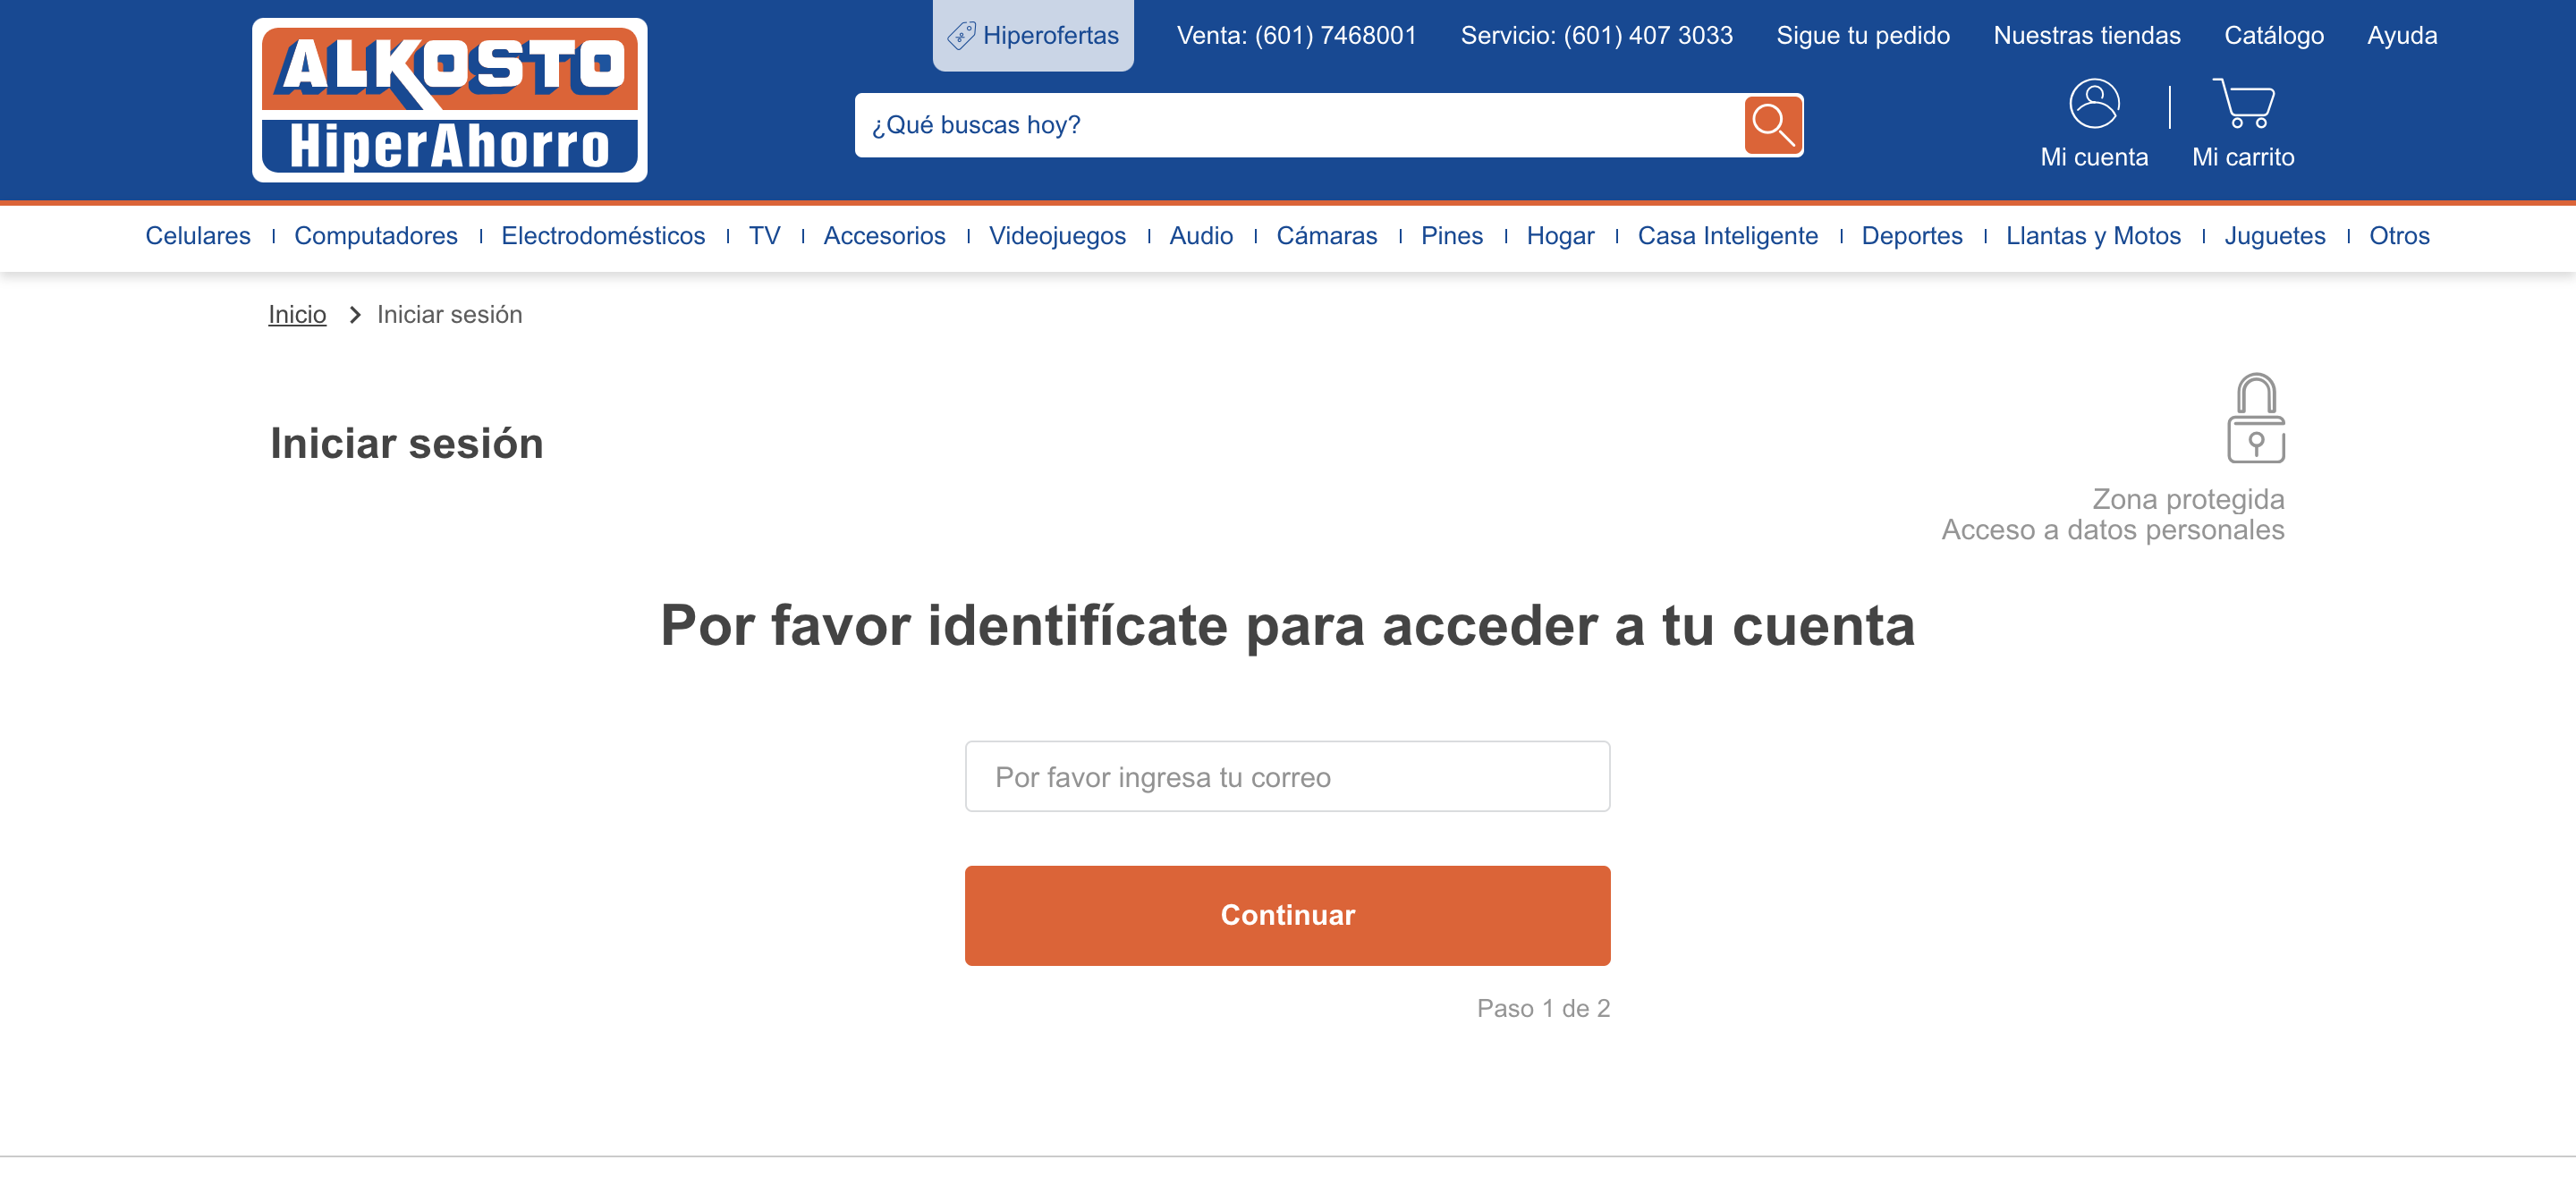 ALKOSTO
HiperAhorro
Hiperofertas
Venta: (601) 7468001
Servicio: (601) 407 3033
Sigue tu pedido
Nuestras tiendas
Catálogo
Ayuda
¿Qué buscas hoy?
Mi cuenta
Mi carrito
Celulares
Computadores
Electrodomésticos
TV
Accesorios
Videojuegos
Audio
Cámaras
Pines
Hogar
Casa Inteligente
Deportes
Llantas y Motos
Juguetes
Otros
Inicio
Iniciar sesión
Iniciar sesión
Zona protegida
Acceso a datos personales
Por favor identifícate para acceder a tu cuenta
Por favor ingresa tu correo
Continuar
Paso 1 de 2